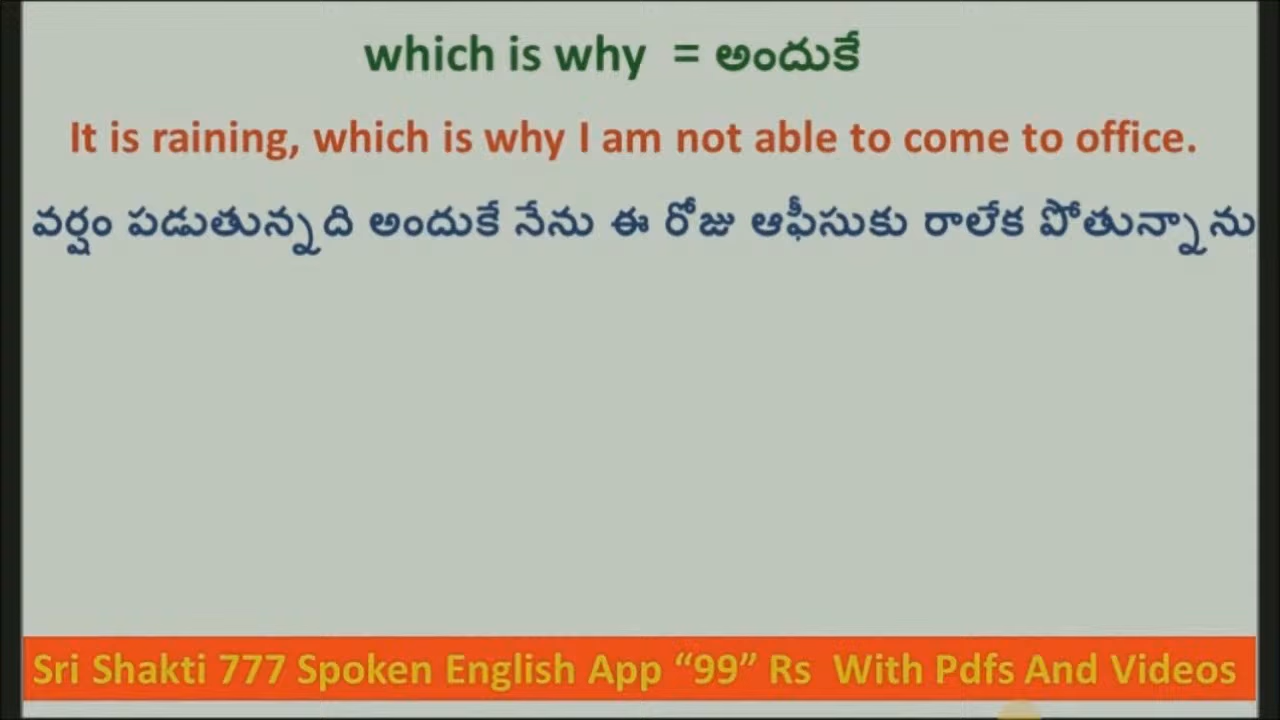 which is why = అందుకే
It is raining, which is why I am not able to come to office.
వర్షం పడుతున్నది అందుకే నేను ఈ రోజు ఆఫీసుకు రాలేక పోతున్నాను
Sri Shakti 777 Spoken English App “99” Rs With Pdfs And Videos